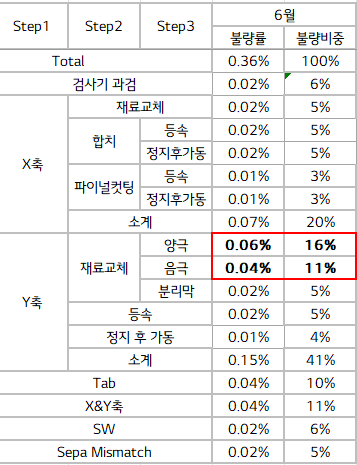 Step1 Step2 Step3 6월
불량률 불량비중
Total 0.36% 100%
검사기 과검 0.02% 6%
X축 재료교체 0.02% 5%
합치 등속 0.02% 5%
정지후가동 0.02% 5%
파이널컷팅 등속 0.01% 3%
정지후가동 0.01% 3%
소계 0.07% 20%
Y축 재료교체 양극 0.06% 16%
음극 0.04% 11%
분리막 0.02% 5%
등속 0.02% 5%
정지 후 가동 0.01% 4%
소계 0.15% 41%
Tab 0.04% 10%
X&Y축 0.04% 11%
SW 0.02% 6%
Sepa Mismatch 0.02% 5%